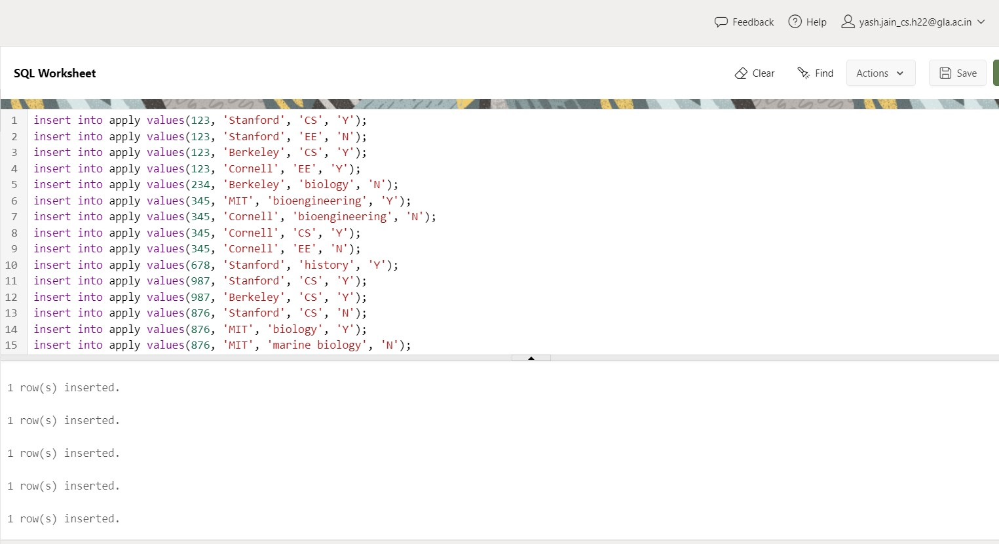 Feedback Help yash.jain_cs.h22@gla.ac.in
SQL Worksheet Clear Find Actions Save
1 insert into apply values(123, 'Stanford', 'CS', 'Y');
2 insert into apply values(123, 'Stanford', 'EE', 'N');
3 insert into apply values(123, 'Berkeley', 'CS', 'Y');
4 insert into apply values(123, 'Cornell', 'EE', 'Y');
5 insert into apply values(234, 'Berkeley', 'biology', 'N');
6 insert into apply values(345, 'MIT', 'bioengineering', 'Y');
7 insert into apply values(345, 'Cornell', 'bioengineering', 'N');
8 insert into apply values(345, 'Cornell', 'CS', 'Y');
9 insert into apply values(345, 'Cornell', 'EE', 'N');
10 insert into apply values(678, 'Stanford', 'history', 'Y');
11 insert into apply values(987, 'Stanford', 'CS', 'Y');
12 insert into apply values(987, 'Berkeley', 'CS', 'Y');
13 insert into apply values(876, 'Stanford', 'CS', 'N');
14 insert into apply values(876, 'MIT', 'biology', 'Y');
15 insert into apply values(876, 'MIT', 'marine biology', 'N');
1 row(s) inserted.
1 row(s) inserted.
1 row(s) inserted.
1 row(s) inserted.
1 row(s) inserted.